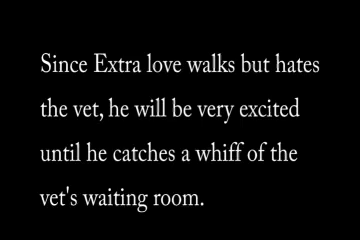 Since Extra love walks but hates
the vet, he will be very excited
until he catches a whiff of the
vet's waiting room.